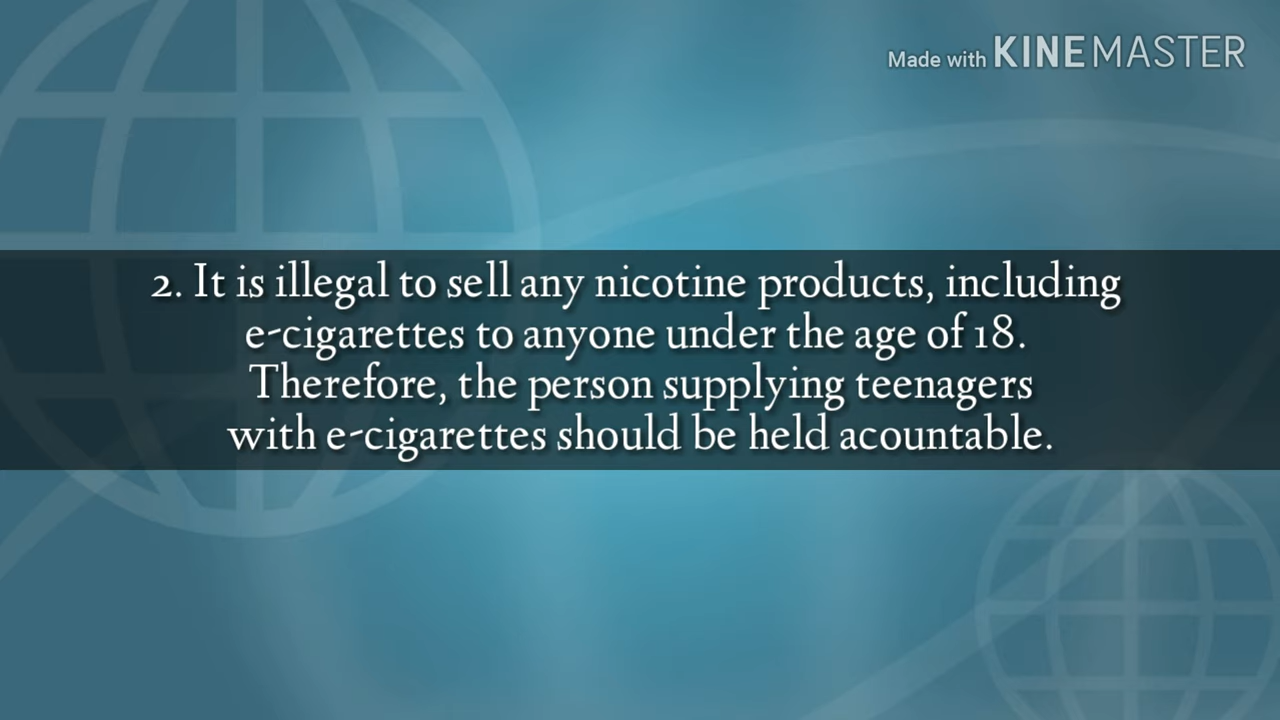 Made with KINEMASTER
2. It is illegal to sell any nicotine products, including
e-cigarettes to anyone under the age of 18.
Therefore, the person supplying teenagers
with e-cigarettes should be held acountable.